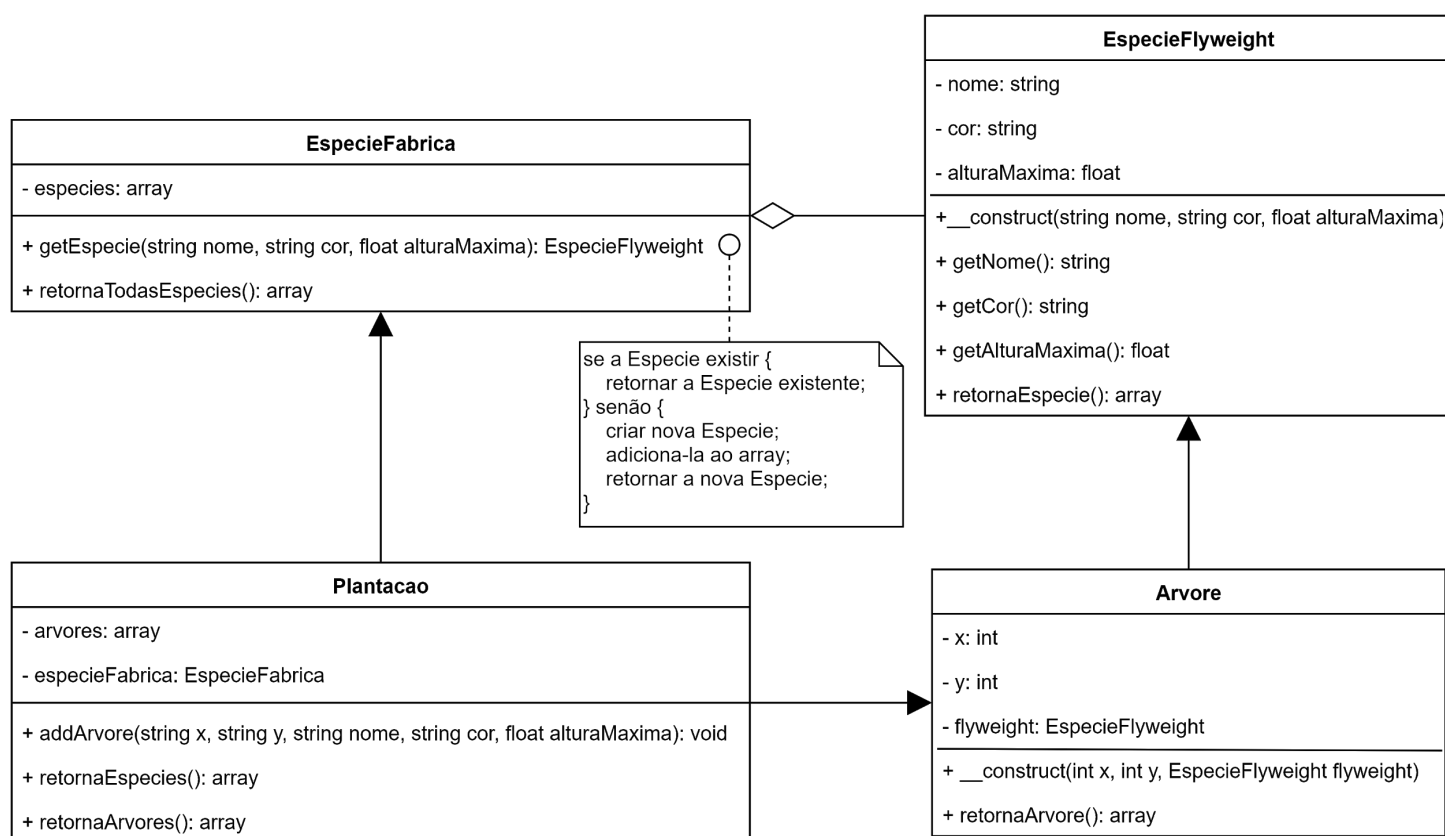 EspecieFabrica
- especies: array
+ getEspecie(string nome, string cor, float alturaMaxima): EspecieFlyweight
+ retornaTodasEspecies(): array
EspecieFlyweight
- nome: string
- cor: string
- alturaMaxima: float
+__construct(string nome, string cor, float alturaMaxima)
+ getNome(): string
+ getCor(): string
+ getAlturaMaxima(): float
+ retornaEspecie(): array
se a Especie existir {
retornar a Especie existente;
} senão {
criar nova Especie;
adiciona-la ao array;
retornar a nova Especie;
}
Plantacao
- arvores: array
- especieFabrica: EspecieFabrica
+ addArvore(string x, string y, string nome, string cor, float alturaMaxima): void
+ retornaEspecies(): array
+ retornaArvores(): array
Arvore
- x: int
- y: int
- flyweight: EspecieFlyweight
+ __construct(int x, int y, EspecieFlyweight flyweight)
+ retornaArvore(): array